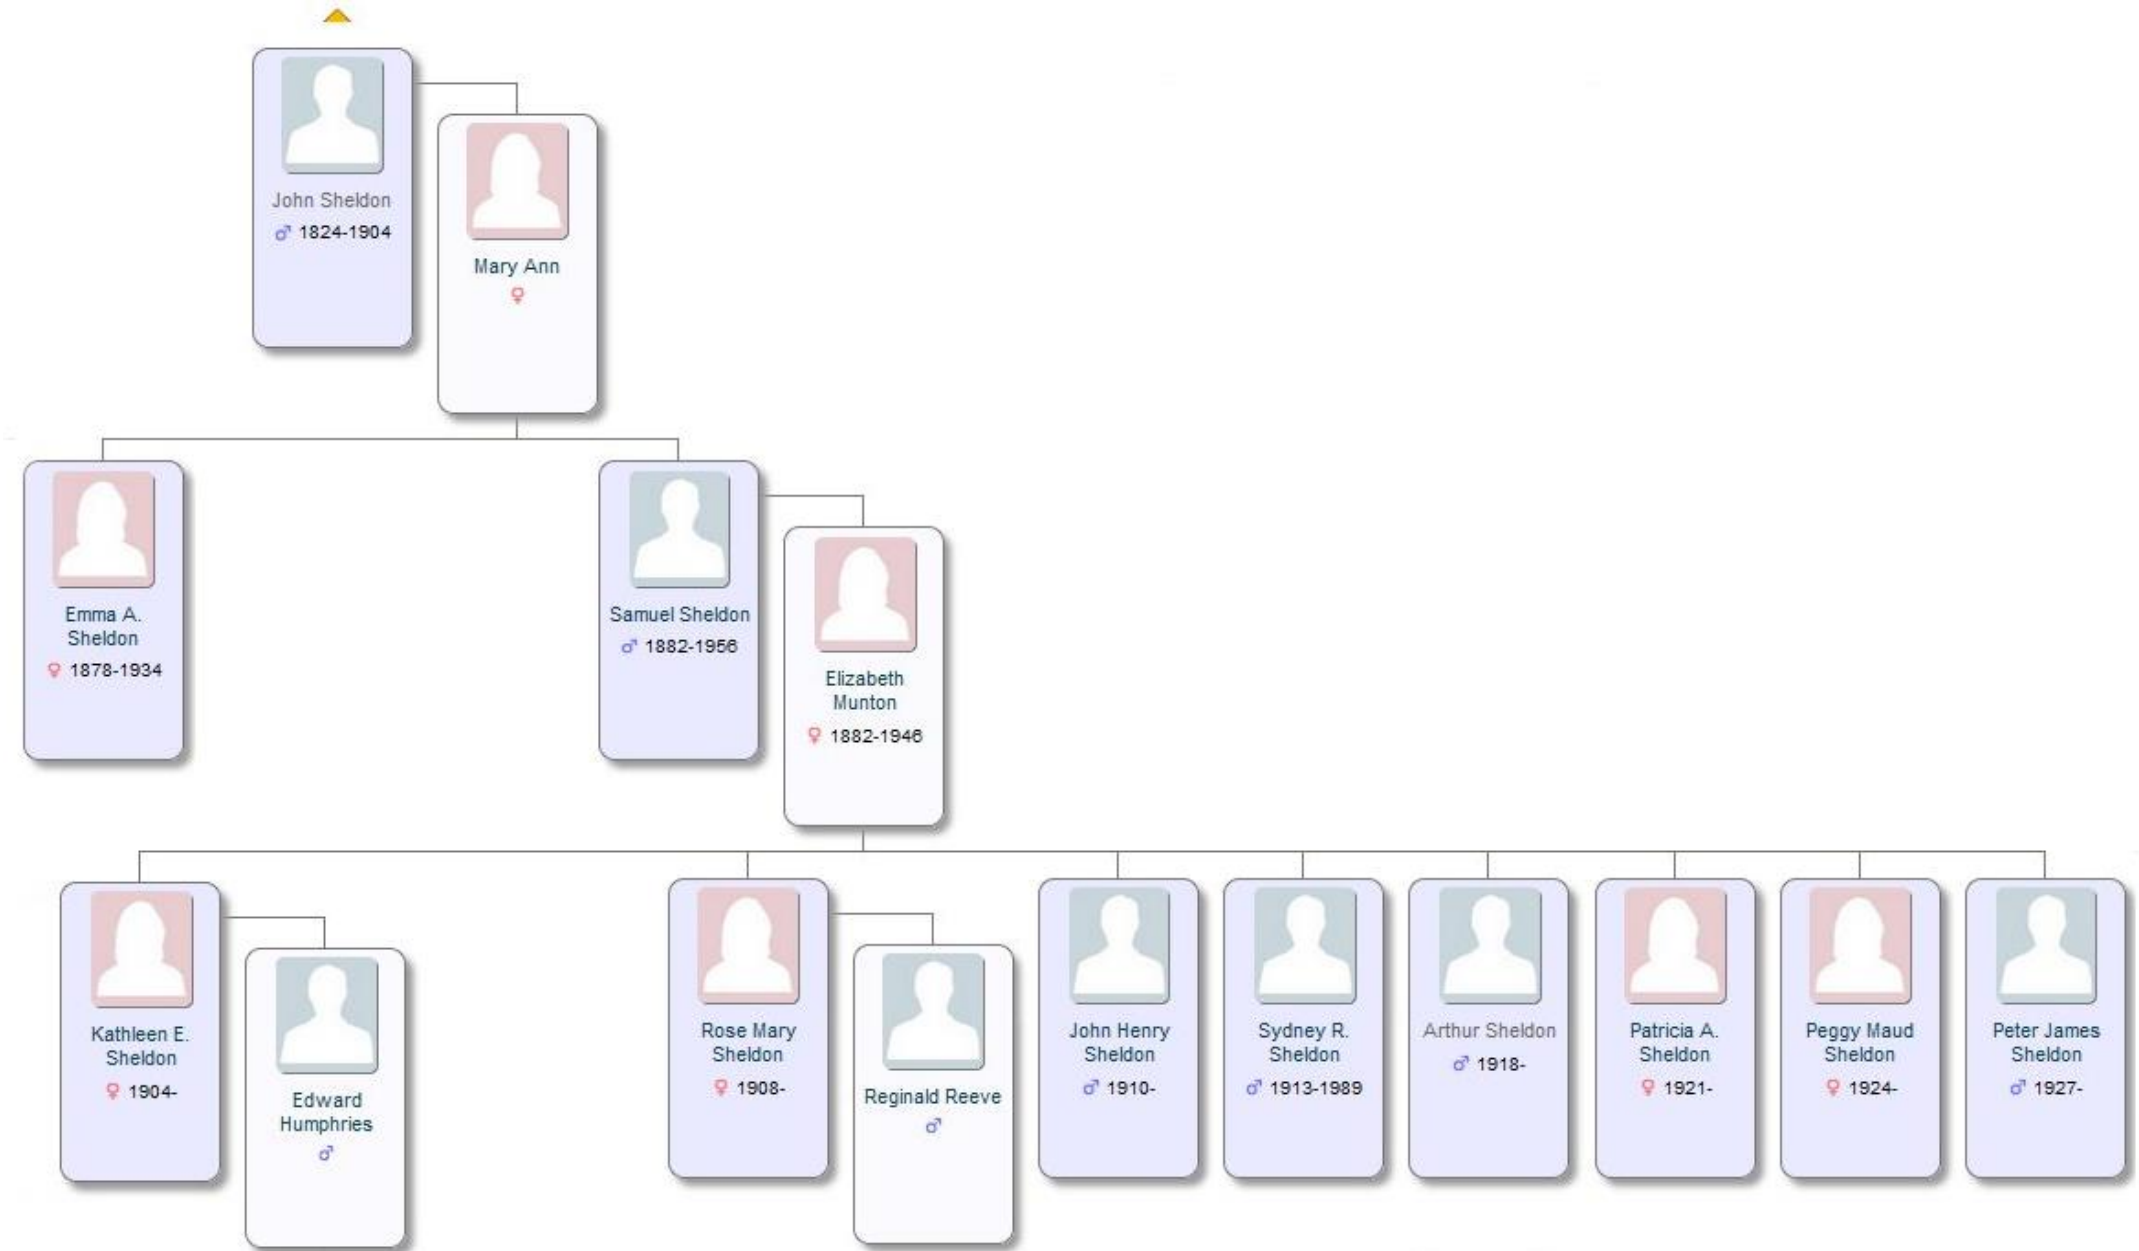 John Sheldon
♂ 1824-1904
Mary Ann
♀
Emma A.
Sheldon
♀ 1878-1934
Samuel Sheldon
♂ 1882-1956
Elizabeth
Munton
♀ 1882-1946
Kathleen E.
Sheldon
♀ 1904-
Edward
Humphries
♂
Rose Mary
Sheldon
♀ 1908-
Reginald Reeve
♂
John Henry
Sheldon
♂ 1910-
Sydney R.
Sheldon
♂ 1913-1989
Arthur Sheldon
♂ 1918-
Patricia A.
Sheldon
♀ 1921-
Peggy Maud
Sheldon
♀ 1924-
Peter James
Sheldon
♂ 1927-